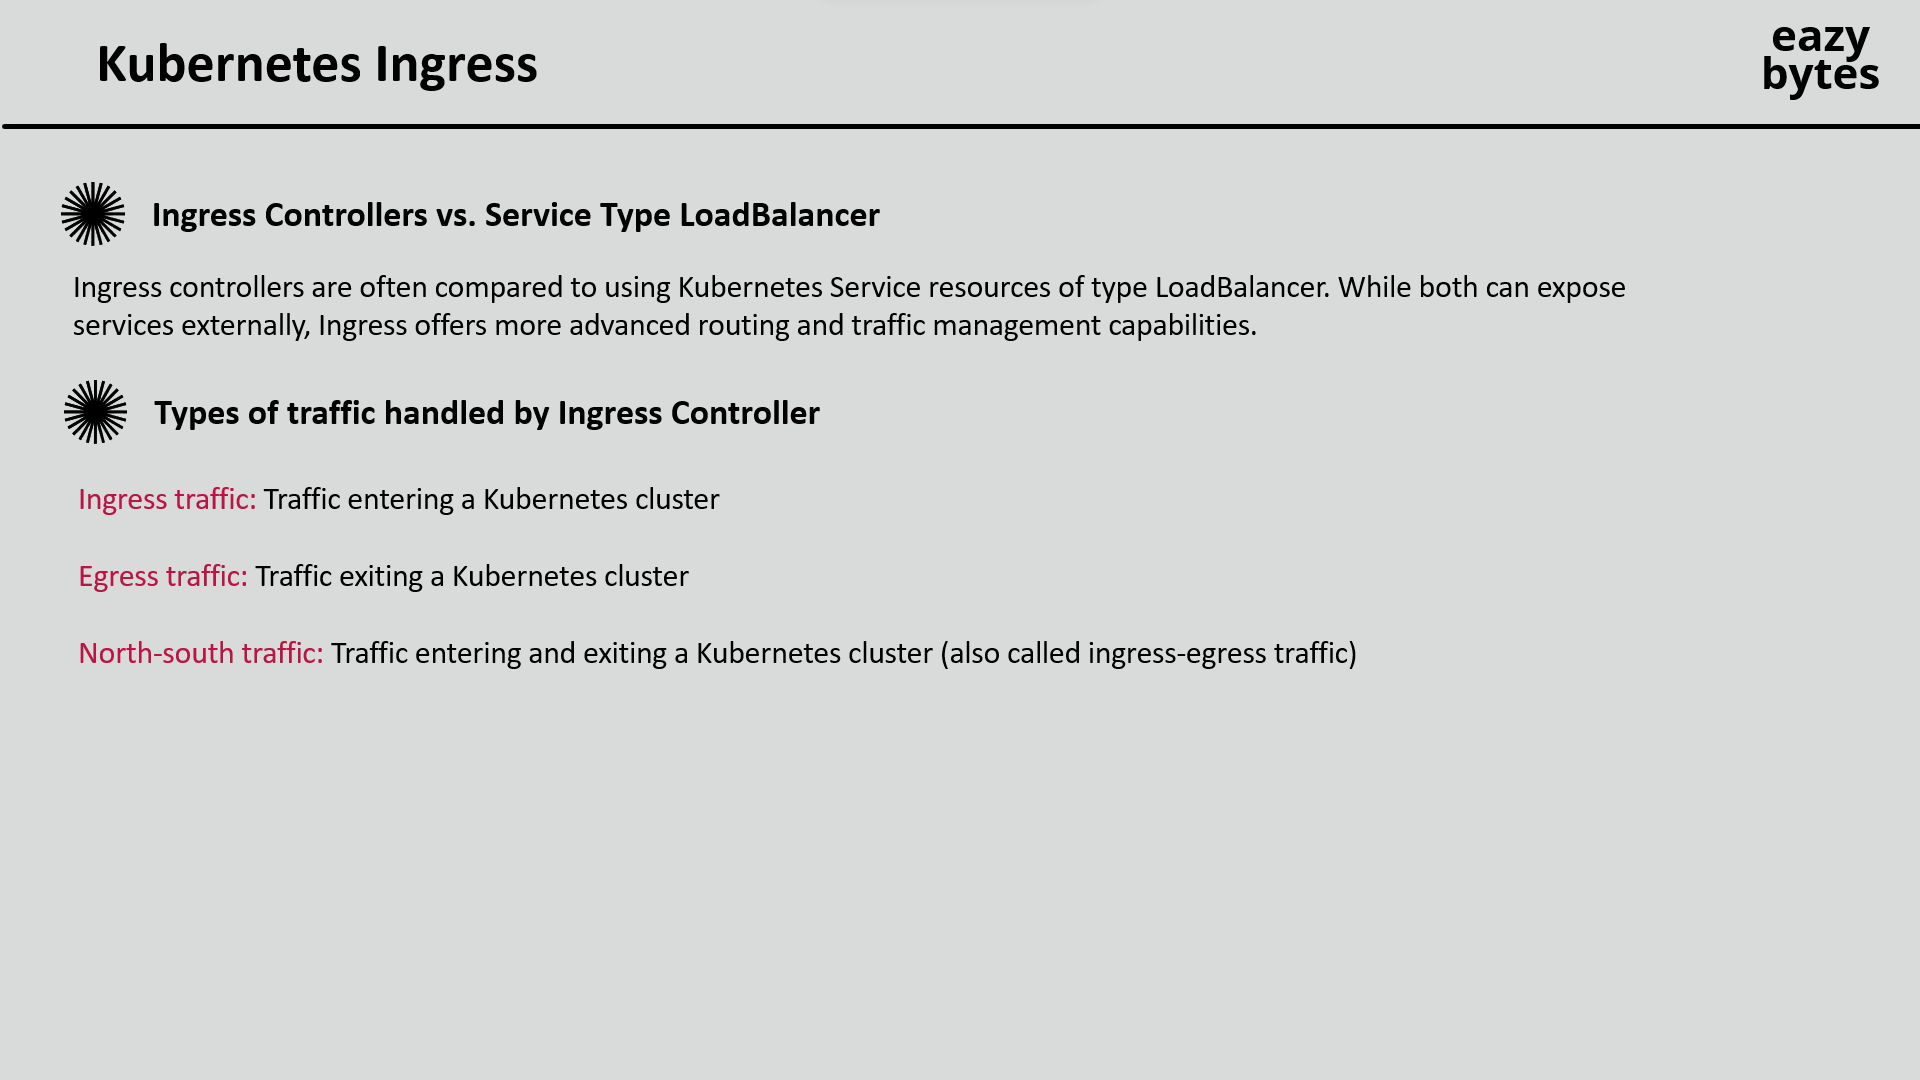 Kubernetes Ingress
eazy
bytes
Ingress Controllers vs. Service Type LoadBalancer
Ingress controllers are often compared to using Kubernetes Service resources of type LoadBalancer. While both can expose
services externally, Ingress offers more advanced routing and traffic management capabilities.
Types of traffic handled by Ingress Controller
Ingress traffic: Traffic entering a Kubernetes cluster
Egress traffic: Traffic exiting a Kubernetes cluster
North-south traffic: Traffic entering and exiting a Kubernetes cluster (also called ingress-egress traffic)